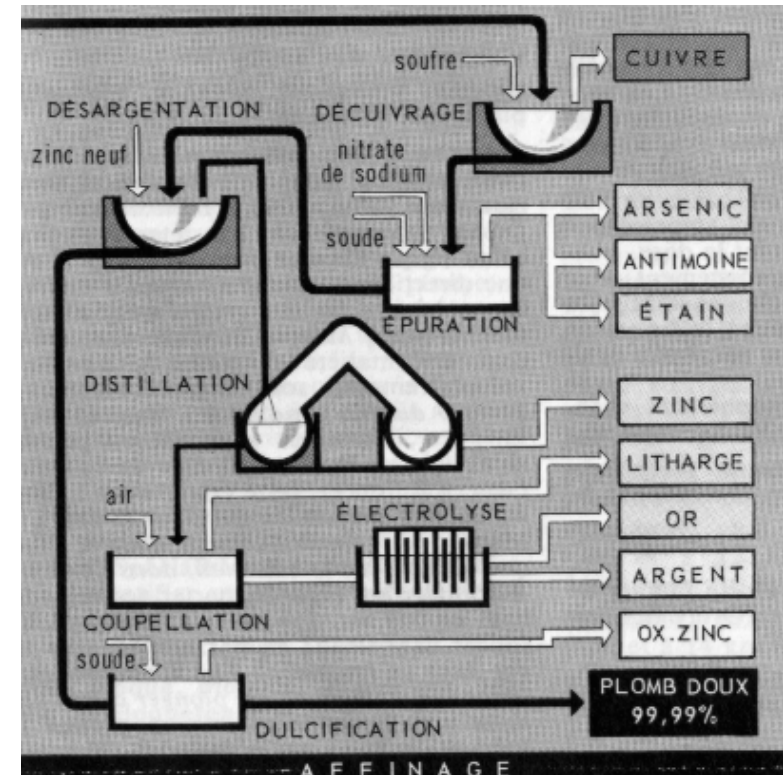 soufre
CUIVRE
DÉSARGENTATION
DÉCUIVRAGE
zinc neuf
nitrate
de sodium
soude
ARSENIC
ANTIMOINE
ÉTAIN
ÉPURATION
DISTILLATION
ZINC
LITHARGE
air
ÉLECTROLYSE
OR
ARGENT
COUPELLATION
soude
OX.ZINC
PLOMB DOUX
99,99%
DULCIFICATION
AFFINAGE